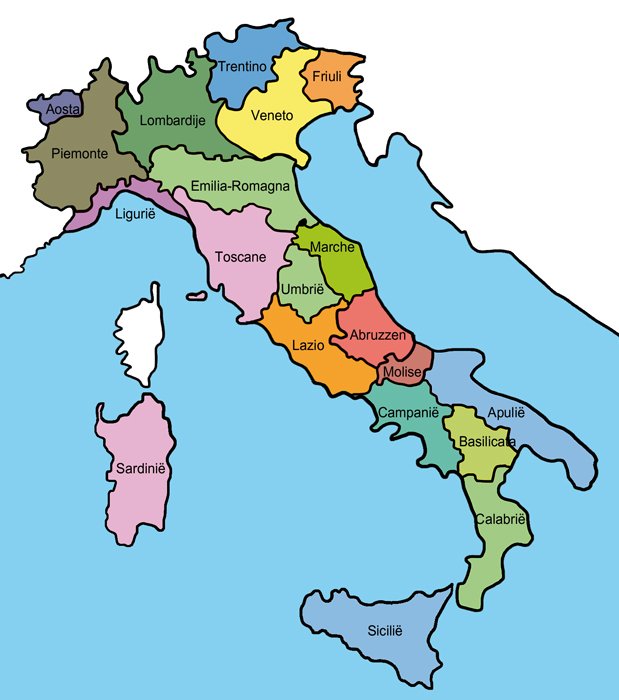 Trentino
Friuli
Aosta
Veneto
Lombardije
Piemonte
Emilia-Romagna
Ligurië
Marche
Toscane
Umbrië
Abruzzen
Lazio
Molise
Campanië
Apulië
Basilicata
Sardinië
Calabrië
Sicilië